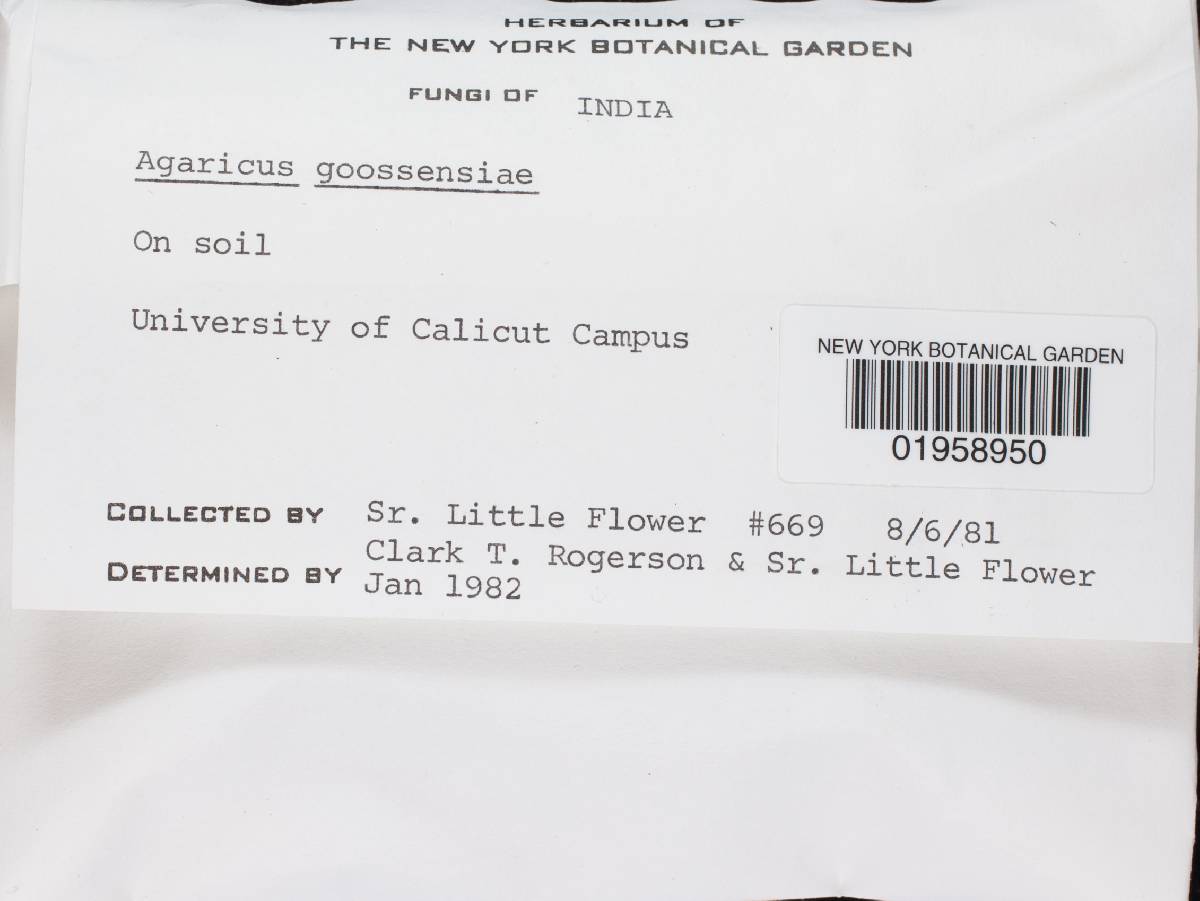 HERBARIUM OF
THE NEW YORK BOTANICAL GARDEN
FUNGI OF INDIA
Agaricus goossensiae
On soil
University of Calicut Campus
NEW YORK BOTANICAL GARDEN
01958950
COLLECTED BY Sr. Little Flower #669 8/6/81
DETERMINED BY Clark T. Rogerson & Sr. Little Flower
Jan 1982